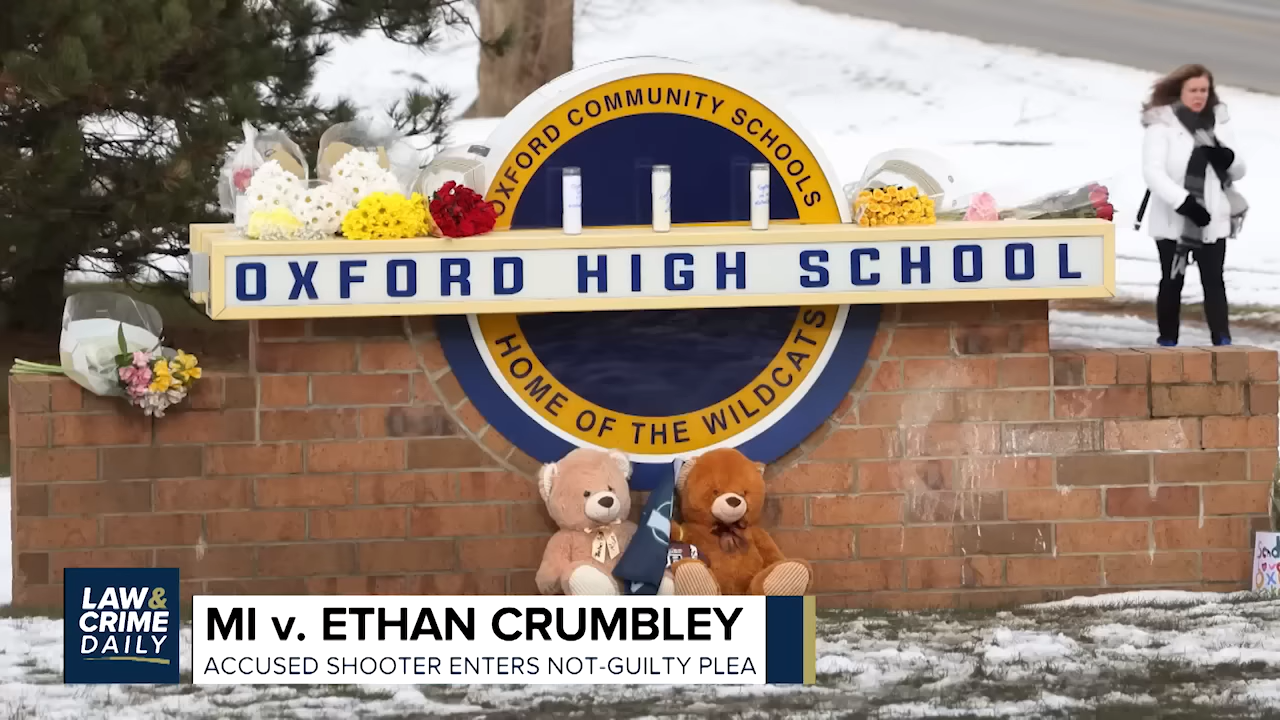 OXFORD COMMUNITY SCHOOLS
OXFORD HIGH SCHOOL
HOME OF THE WILDCATS
LAW&
CRIME
DAILY
MI v. ETHAN CRUMBLEY
ACCUSED SHOOTER ENTERS NOT-GUILTY PLEA